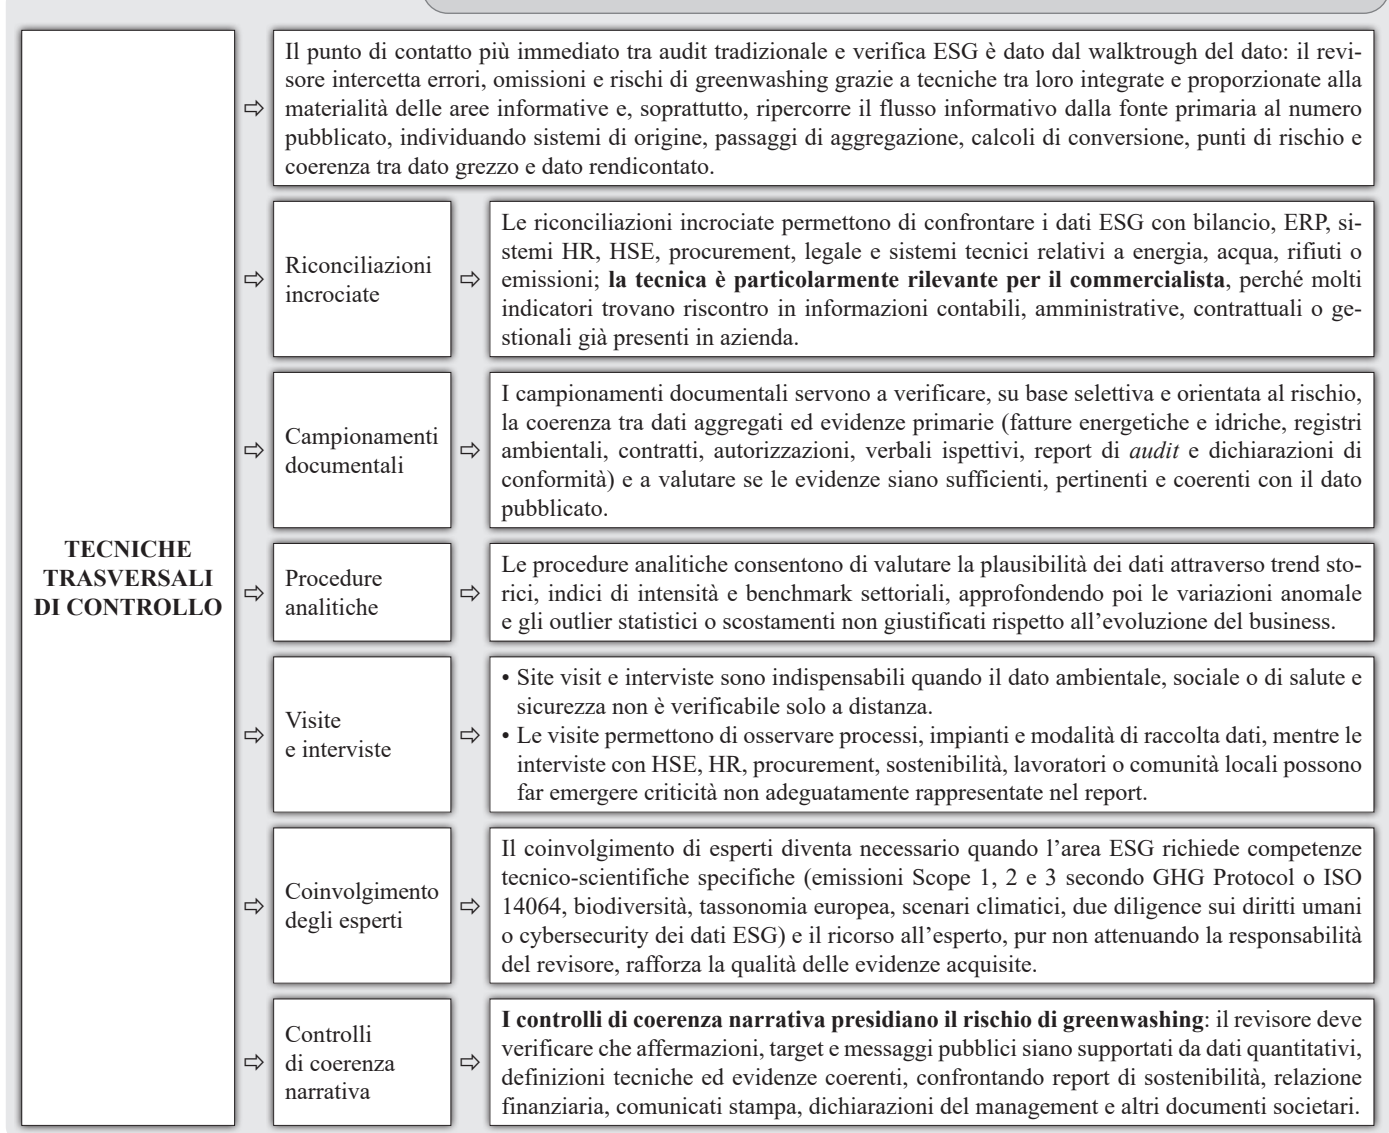 TECNICHE
TRASVERSALI
DI CONTROLLO
⇨
Il punto di contatto più immediato tra audit tradizionale e verifica ESG è dato dal walktrough del dato: il revi-
sore intercetta errori, omissioni e rischi di greenwashing grazie a tecniche tra loro integrate e proporzionate alla
materialità delle aree informative e, soprattutto, ripercorre il flusso informativo dalla fonte primaria al numero
pubblicato, individuando sistemi di origine, passaggi di aggregazione, calcoli di conversione, punti di rischio e
coerenza tra dato grezzo e dato rendicontato.
⇨
Riconciliazioni
incrociate
⇨
Le riconciliazioni incrociate permettono di confrontare i dati ESG con bilancio, ERP, si-
stemi HR, HSE, procurement, legale e sistemi tecnici relativi a energia, acqua, rifiuti o
emissioni; la tecnica è particolarmente rilevante per il commercialista, perché molti
indicatori trovano riscontro in informazioni contabili, amministrative, contrattuali o ge-
stionali già presenti in azienda.
⇨
Campionamenti
documentali
⇨
I campionamenti documentali servono a verificare, su base selettiva e orientata al rischio,
la coerenza tra dati aggregati ed evidenze primarie (fatture energetiche e idriche, registri
ambientali, contratti, autorizzazioni, verbali ispettivi, report di audit e dichiarazioni di
conformità) e a valutare se le evidenze siano sufficienti, pertinenti e coerenti con il dato
pubblicato.
⇨
Procedure
analitiche
⇨
Le procedure analitiche consentono di valutare la plausibilità dei dati attraverso trend sto-
rici, indici di intensità e benchmark settoriali, approfondendo poi le variazioni anomale
e gli outlier statistici o scostamenti non giustificati rispetto all’evoluzione del business.
⇨
Visite
e interviste
⇨
• Site visit e interviste sono indispensabili quando il dato ambientale, sociale o di salute e
sicurezza non è verificabile solo a distanza.
• Le visite permettono di osservare processi, impianti e modalità di raccolta dati, mentre le
interviste con HSE, HR, procurement, sostenibilità, lavoratori o comunità locali possono
far emergere criticità non adeguatamente rappresentate nel report.
⇨
Coinvolgimento
degli esperti
⇨
Il coinvolgimento di esperti diventa necessario quando l’area ESG richiede competenze
tecnico-scientifiche specifiche (emissioni Scope 1, 2 e 3 secondo GHG Protocol o ISO
14064, biodiversità, tassonomia europea, scenari climatici, due diligence sui diritti umani
o cybersecurity dei dati ESG) e il ricorso all’esperto, pur non attenuando la responsabilità
del revisore, rafforza la qualità delle evidenze acquisite.
⇨
Controlli
di coerenza
narrativa
⇨
I controlli di coerenza narrativa presidiano il rischio di greenwashing: il revisore deve
verificare che affermazioni, target e messaggi pubblici siano supportati da dati quantitativi,
definizioni tecniche ed evidenze coerenti, confrontando report di sostenibilità, relazione
finanziaria, comunicati stampa, dichiarazioni del management e altri documenti societari.